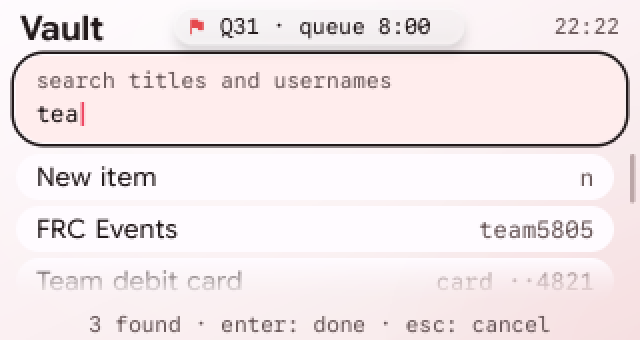 Vault Q31 · queue 8:00 22:22
search titles and usernames
tea
New item n
FRC Events team5805
Team debit card card ··4821
3 found · enter: done · esc: cancel